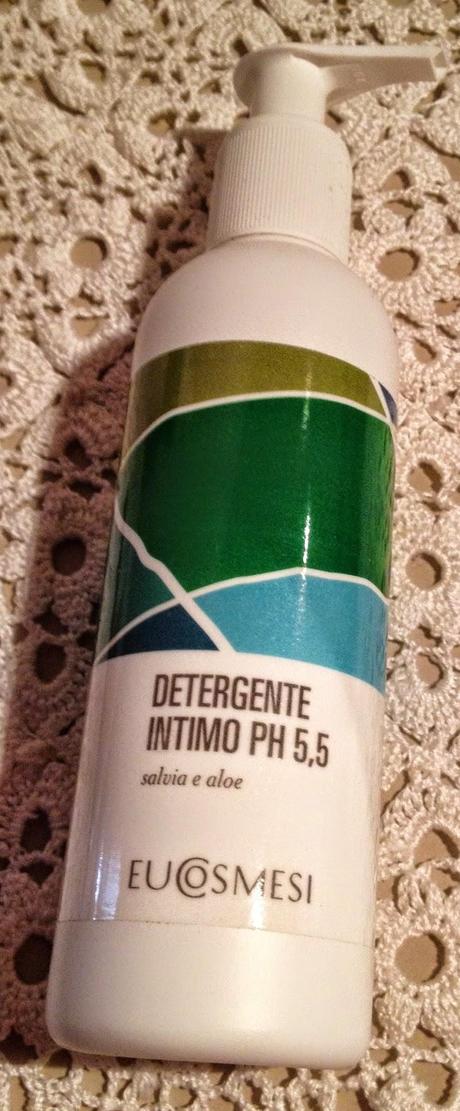 DETERGENTE
INTIMO PH 5,5
salvia e aloe
EUCOSMESI